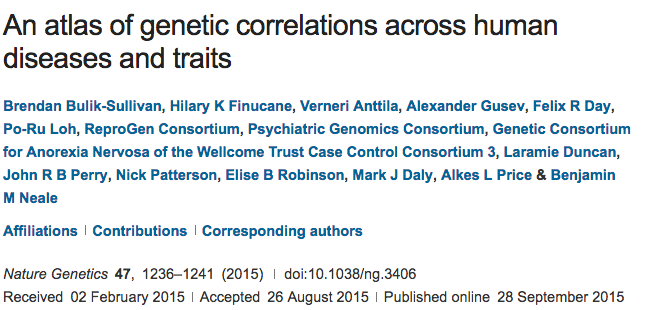 An atlas of genetic correlations across human
diseases and traits
Brendan Bulik-Sullivan, Hilary K Finucane, Verneri Anttila, Alexander Gusev, Felix R Day,
Po-Ru Loh, ReproGen Consortium, Psychiatric Genomics Consortium, Genetic Consortium
for Anorexia Nervosa of the Wellcome Trust Case Control Consortium 3, Laramie Duncan,
John R B Perry, Nick Patterson, Elise B Robinson, Mark J Daly, Alkes L Price & Benjamin
M Neale
Affiliations | Contributions | Corresponding authors
Nature Genetics 47, 1236–1241 (2015) | doi:10.1038/ng.3406
Received 02 February 2015 | Accepted 26 August 2015 | Published online 28 September 2015